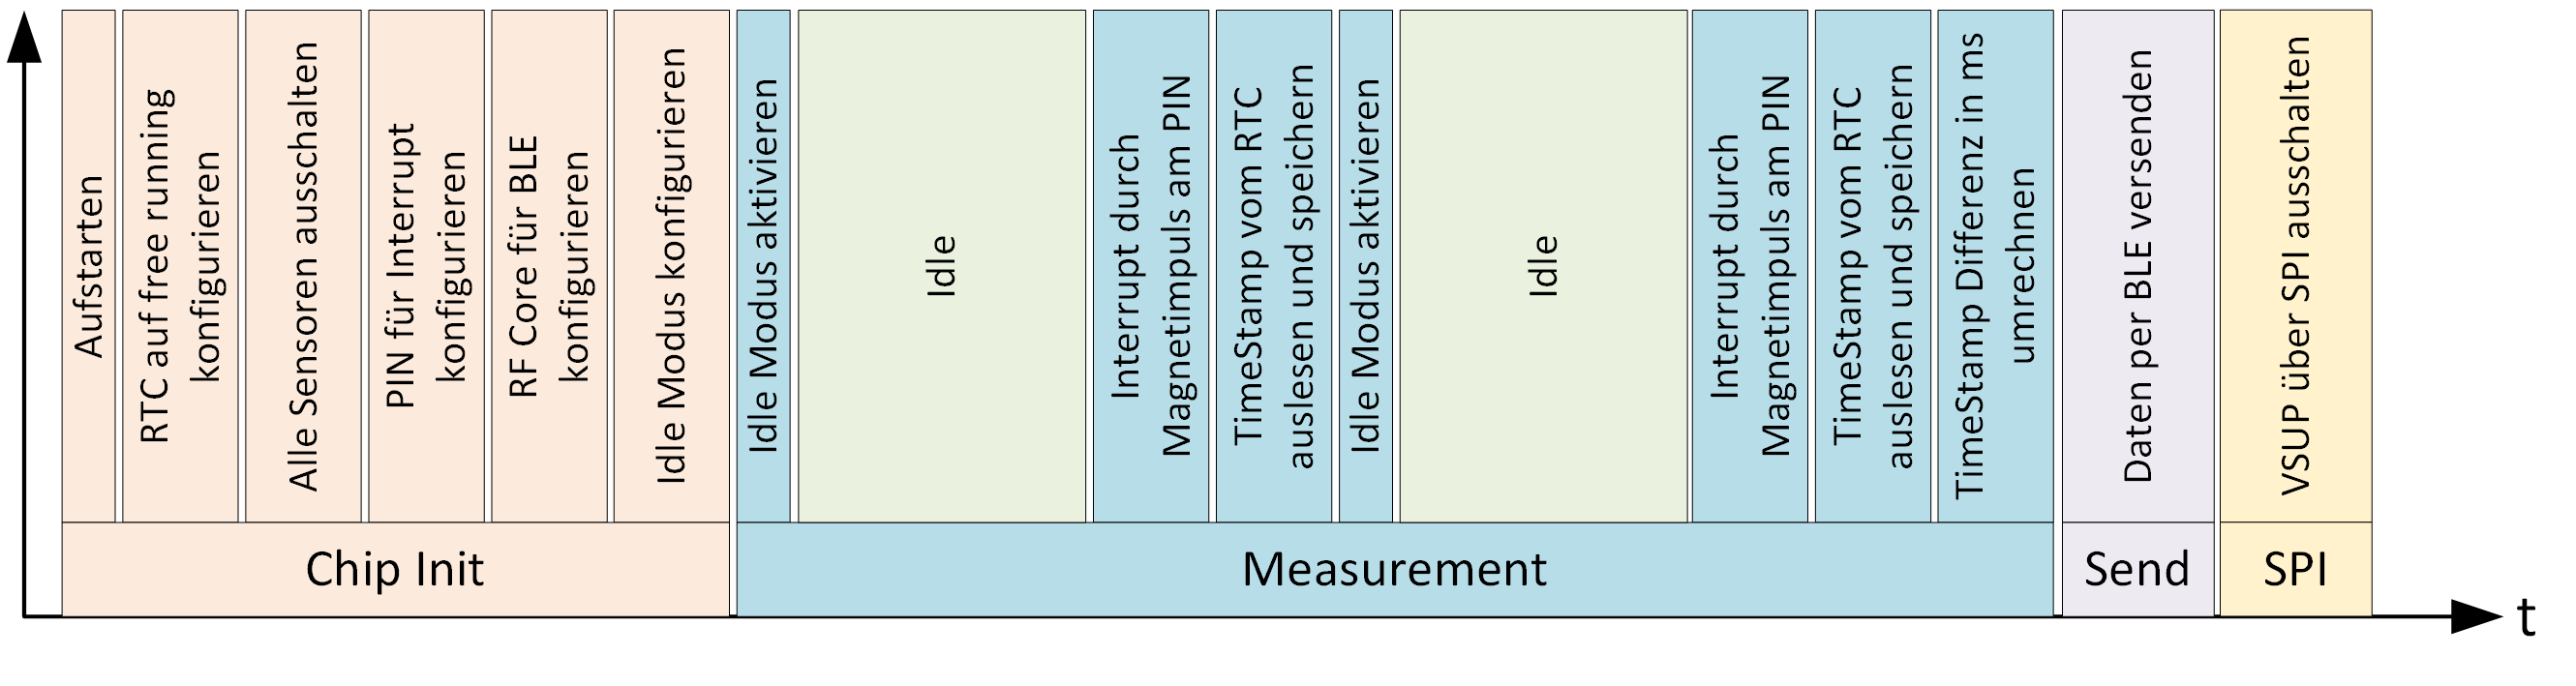 Aufstarten
RTC auf free running
konfigurieren
Alle Sensoren ausschalten
PIN für Interrupt
konfigurieren
RF Core für BLE
konfigurieren
Idle Modus konfigurieren
Idle Modus aktivieren
Idle
Interrupt durch
Magnetimpuls am PIN
TimeStamp vom RTC
auslesen und speichern
Idle Modus aktivieren
Idle
Interrupt durch
Magnetimpuls am PIN
TimeStamp vom RTC
auslesen und speichern
TimeStamp Differenz in ms
umrechnen
Daten per BLE versenden
VSUP über SPI ausschalten
Chip Init
Measurement
Send
SPI
t